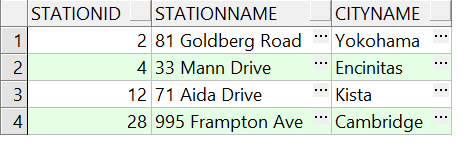 STATIONID STATIONNAME CITYNAME
1 2 81 Goldberg Road ... Yokohama ...
2 4 33 Mann Drive ... Encinitas ...
3 12 71 Aida Drive ... Kista ...
4 28 995 Frampton Ave ... Cambridge ...